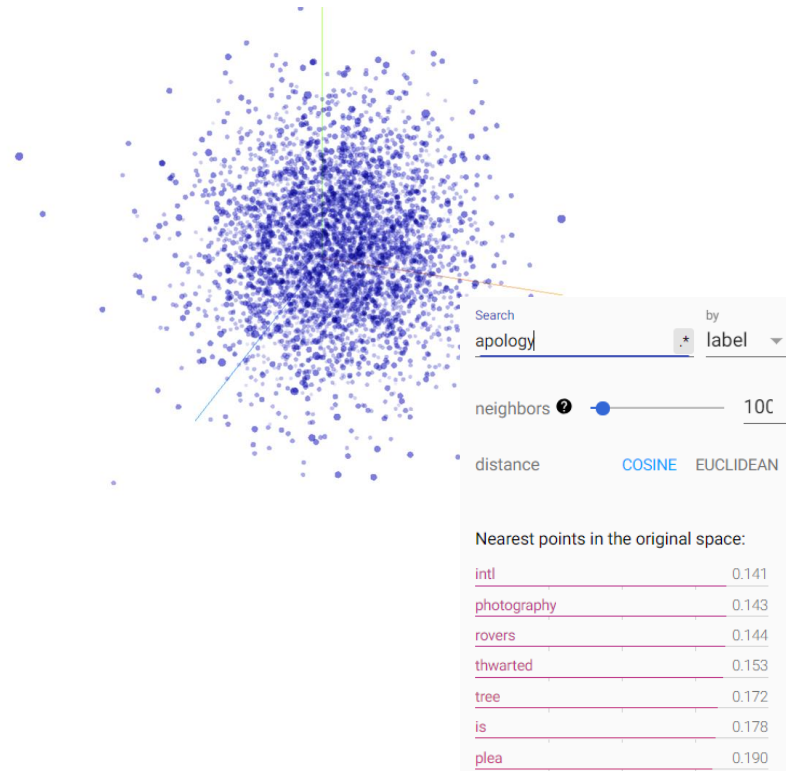 Search by
apology .* label
neighbors ? 100
distance COSINE EUCLIDEAN
Nearest points in the original space:
intl 0.141
photography 0.143
rovers 0.144
thwarted 0.153
tree 0.172
is 0.178
plea 0.190